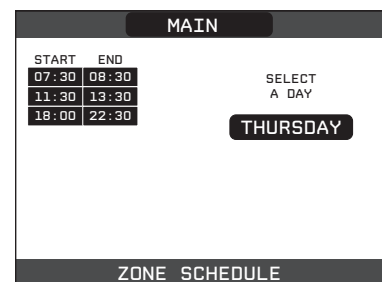 MAIN
START END
07:30 08:30
11:30 13:30
18:00 22:30
SELECT
A DAY
THURSDAY
ZONE SCHEDULE